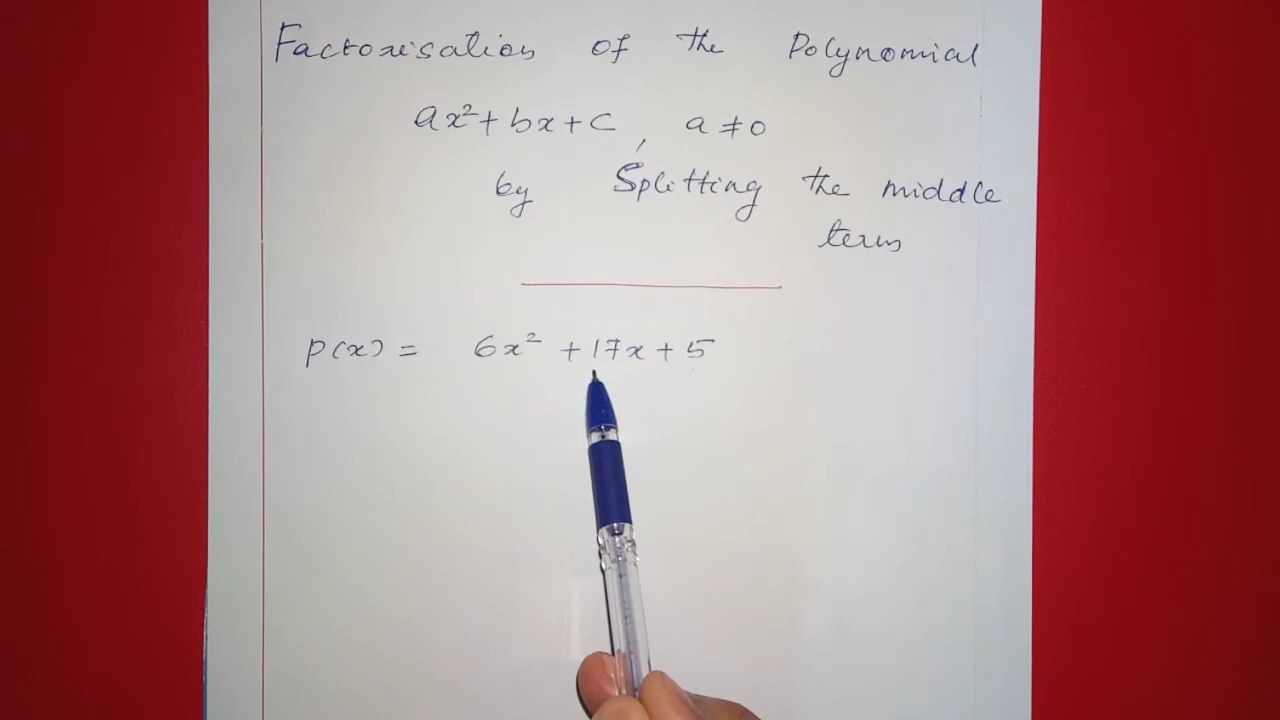 Factorisation of the Polynomial
ax² + bx + c , a ≠ 0
by Splitting the middle
term
p(x) = 6x² + 17x + 5